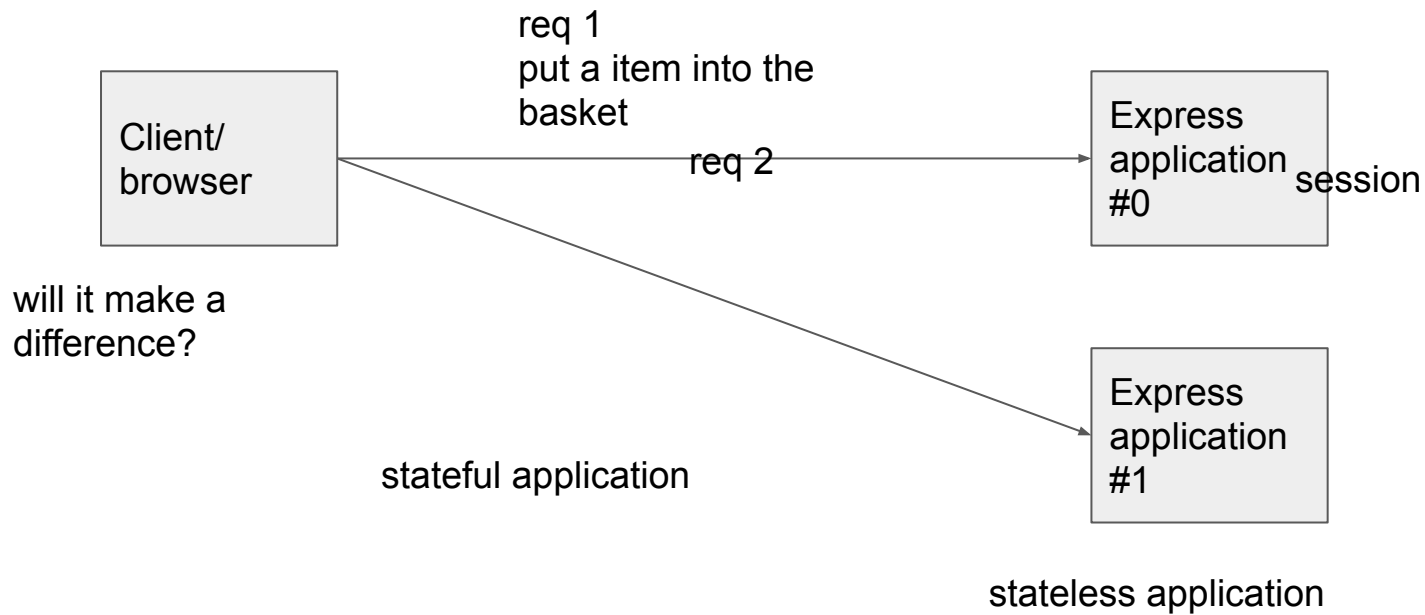 req 1
put a item into the
basket
Client/
browser
req 2
Express
application
#0
session
will it make a
difference?
Express
application
#1
stateful application
stateless application